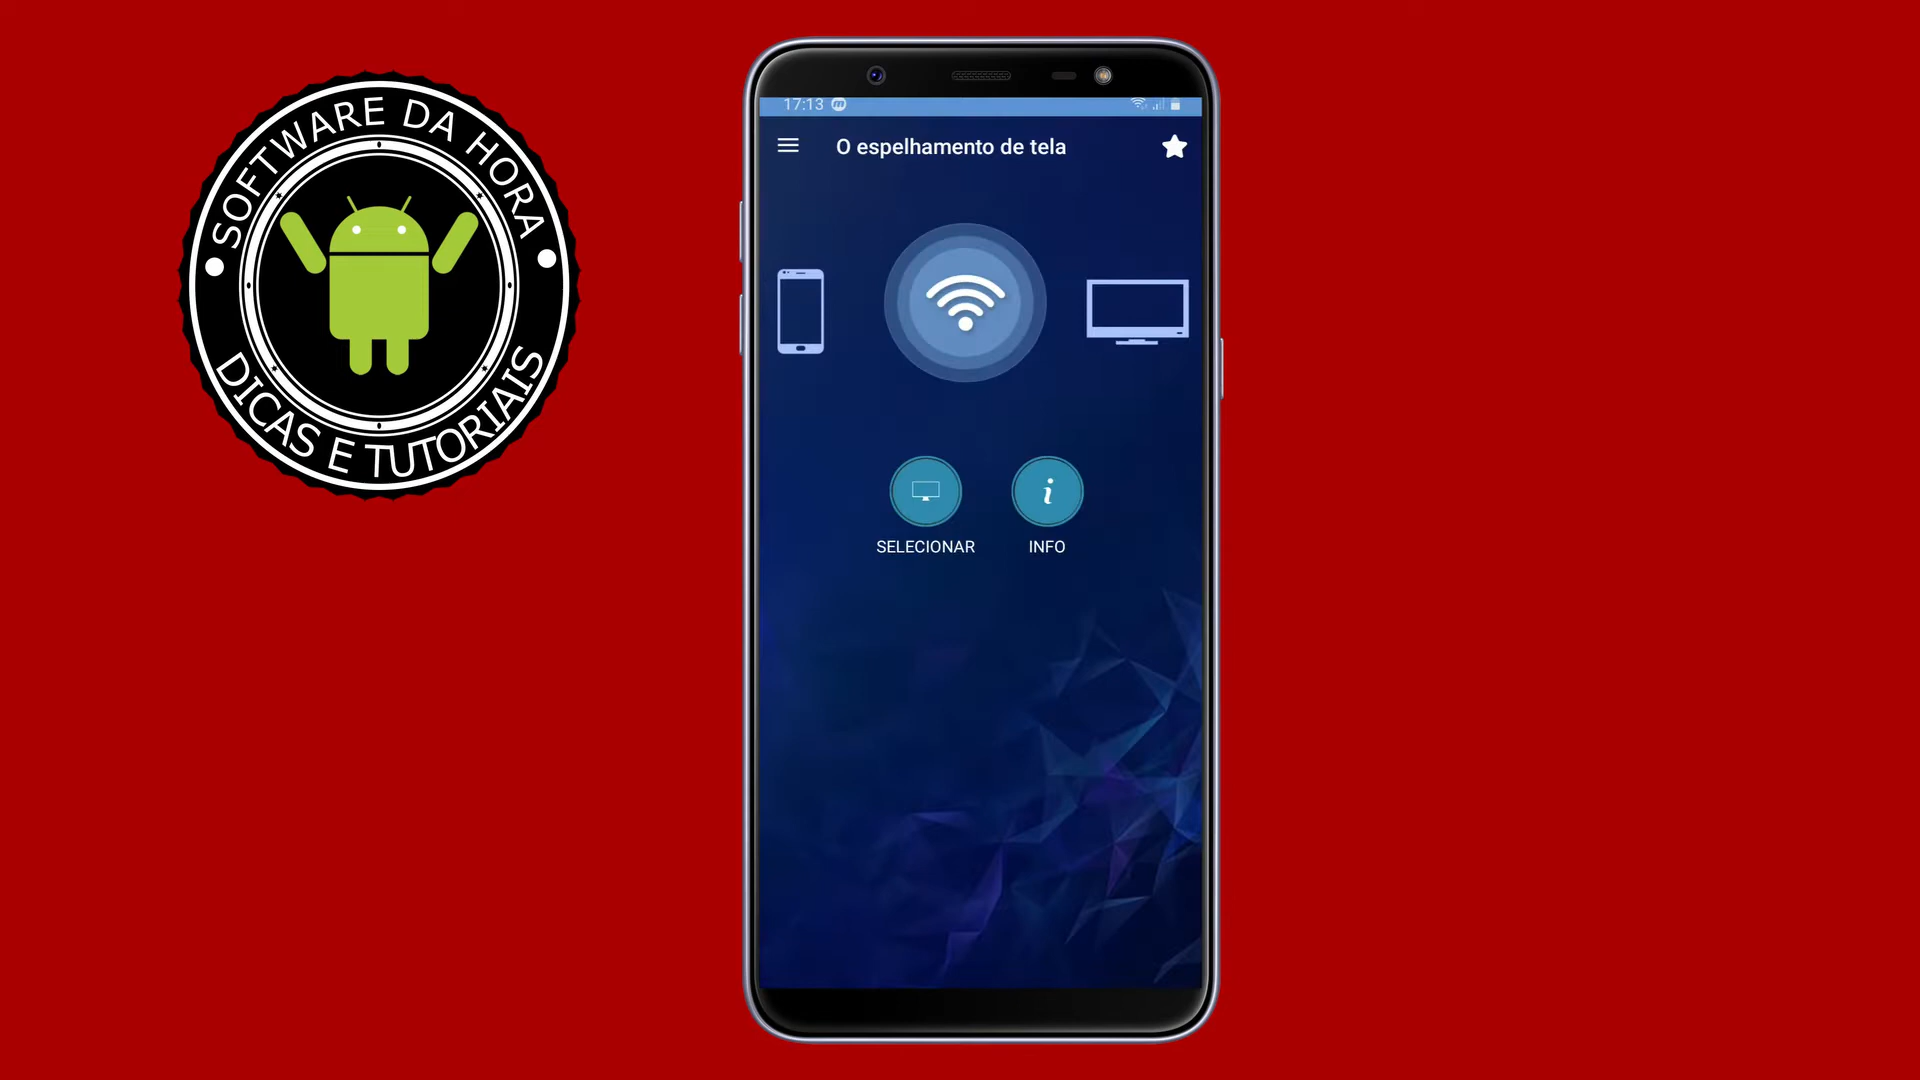 SOFTWARE DA HORA
DICAS E TUTORIAIS
17:13
O espelhamento de tela
SELECIONAR
INFO